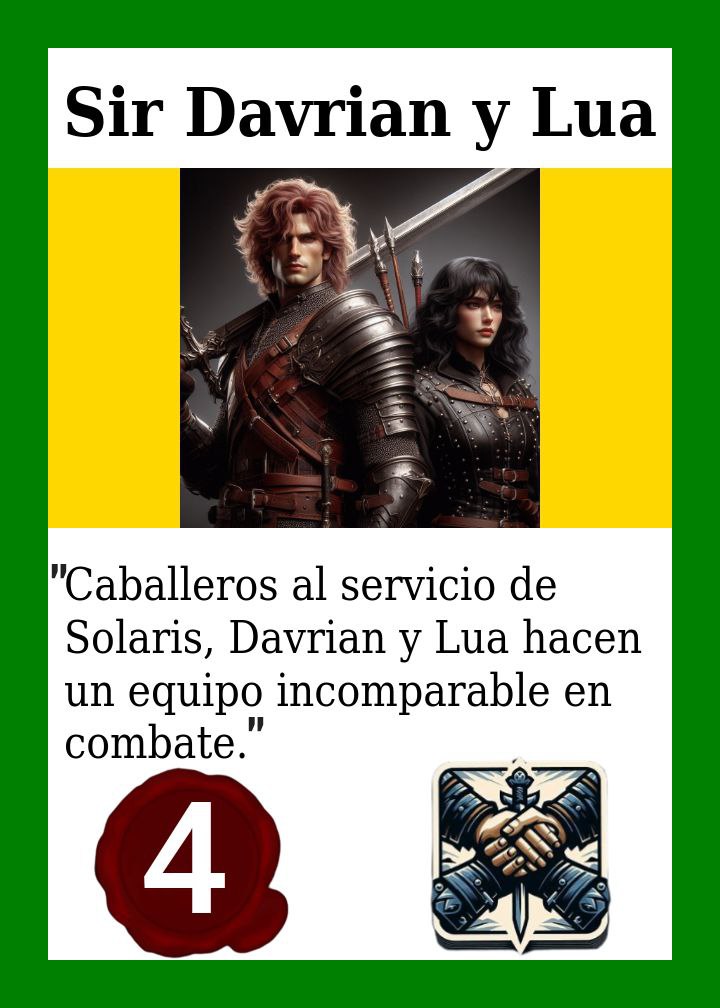 Sir Davrian y Lua
"Caballeros al servicio de
Solaris, Davrian y Lua hacen
un equipo incomparable en
combate."
4